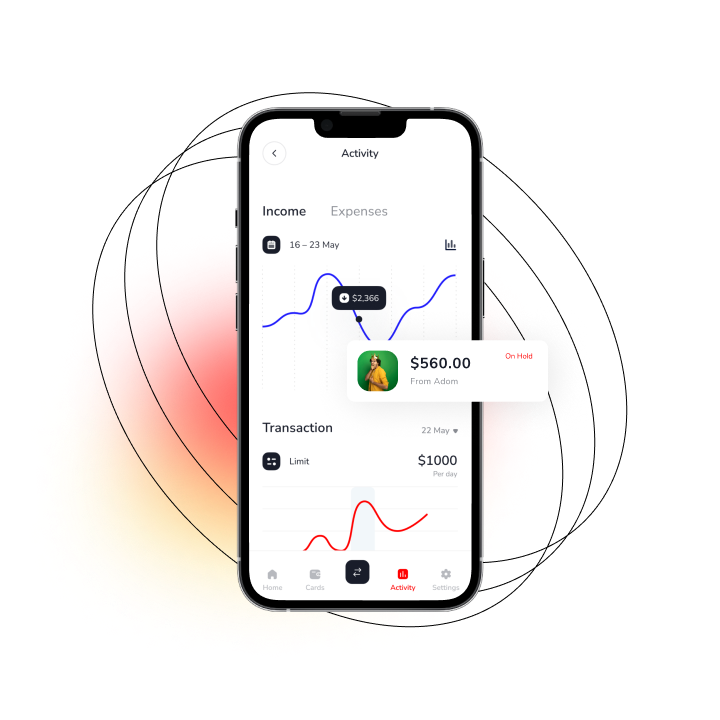 Activity
Income Expenses
16 – 23 May
$2,366
$560.00
On Hold
From Adom
Transaction
22 May
Limit
$1000
Per day
Home
Cards
Activity
Settings